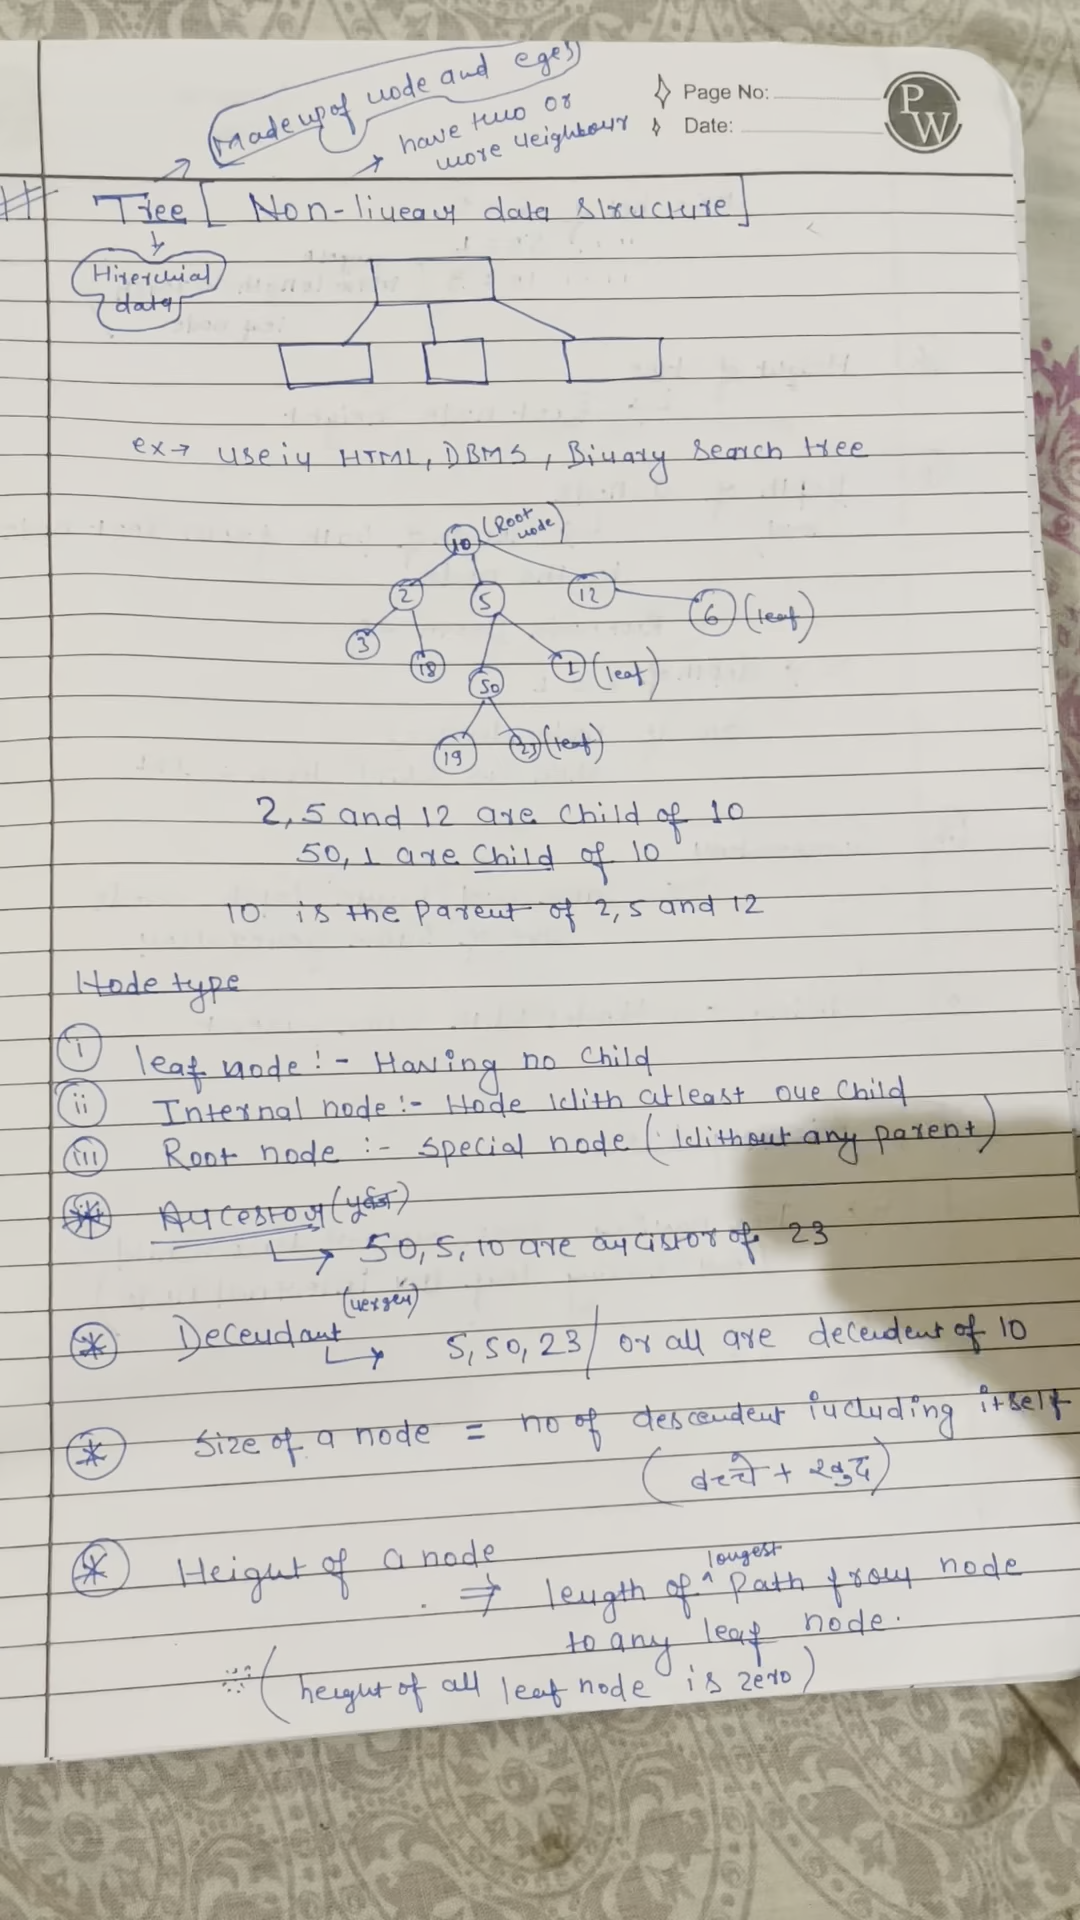 made up of node and eges
have two or
more neighbour
Page No:
Date:
PW
Tree [ Non-linear data structure ]
Hirerchial
data
ex→ use in HTML, DBMS, Binary Search tree
10 (Root node)
2 5 12
3 18 50 1 (leaf) 6 (leaf)
19 23 (leaf)
2, 5 and 12 are child of 10
50, 1 are child of 10
10 is the parent of 2, 5 and 12
Node type
i leaf node :- Having no child
ii Internal node :- Node with atleast one child
iii Root node :- special node (without any parent)
* Ancestor (पूर्वज)
↳ 50, 5, 10 are ancistor of 23
* Decendant
↳ 5, 50, 23 / or all are decendent of 10
* Size of a node = no of descendent including itself
(बच्चे + खुद)
* Height of a node
⇒ length of ^ longest path from node
to any leaf node.
(height of all leaf node is zero)